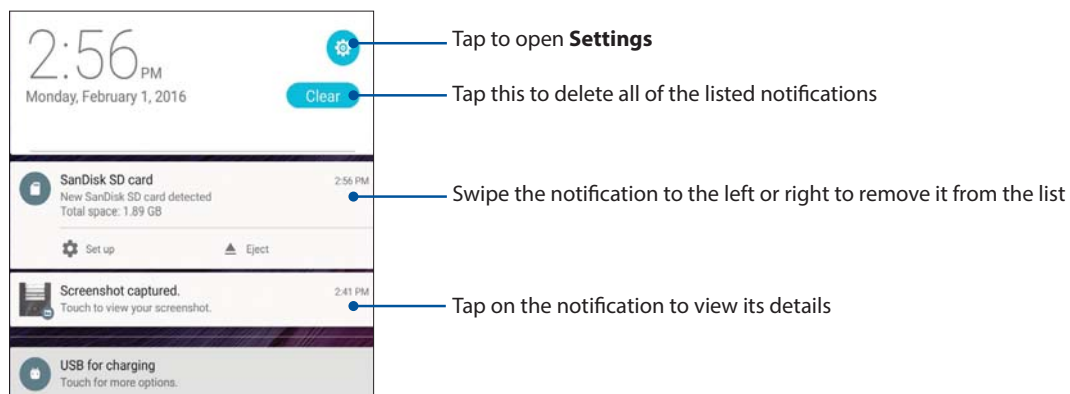 2:56 PM
Tap to open Settings
Monday, February 1, 2016
Clear
Tap this to delete all of the listed notifications
SanDisk SD card 2:56 PM
New SanDisk SD card detected
Total space: 1.89 GB
Swipe the notification to the left or right to remove it from the list
Set up Eject
Screenshot captured. 2:41 PM
Touch to view your screenshot.
Tap on the notification to view its details
USB for charging
Touch for more options.